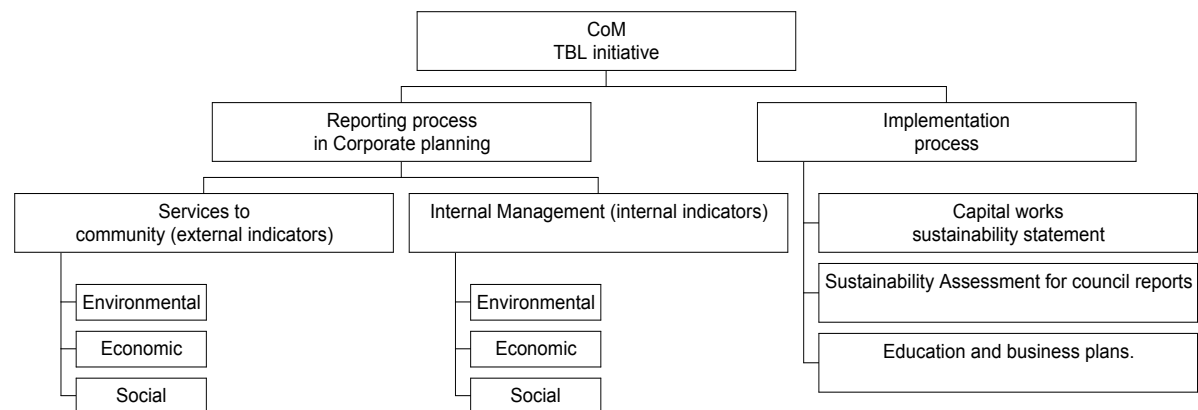 CoM
TBL initiative
Reporting process
in Corporate planning
Implementation
process
Services to
community (external indicators)
Internal Management (internal indicators)
Capital works
sustainability statement
Environmental
Environmental
Sustainability Assessment for council reports
Economic
Economic
Education and business plans.
Social
Social